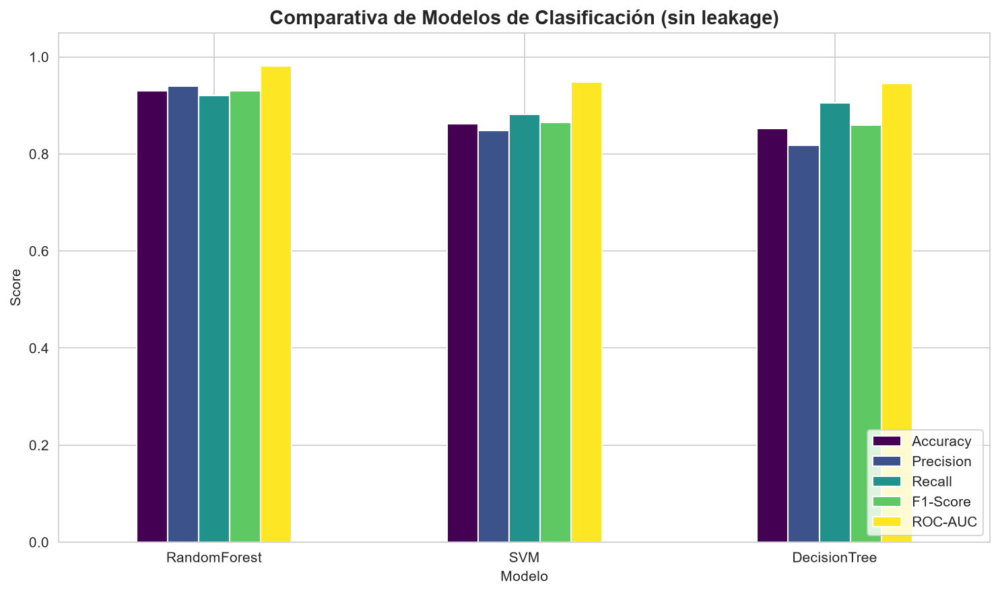 Comparativa de Modelos de Clasificación (sin leakage)
1.0
0.8
0.6
0.4
0.2
0.0
Score
RandomForest
SVM
DecisionTree
Modelo
Accuracy
Precision
Recall
F1-Score
ROC-AUC